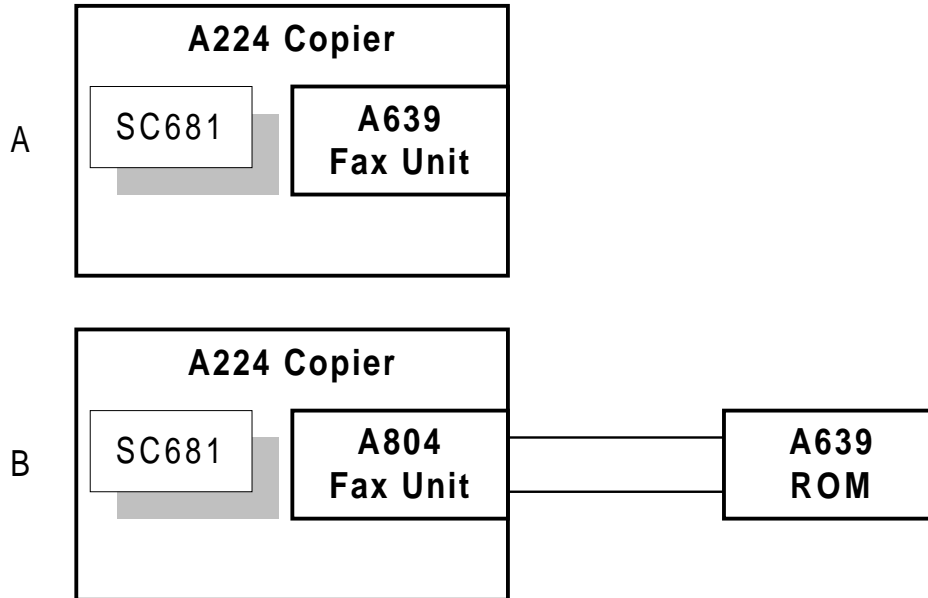 A224 Copier
A
SC681
A639
Fax Unit
A224 Copier
B
SC681
A804
Fax Unit
A639
ROM